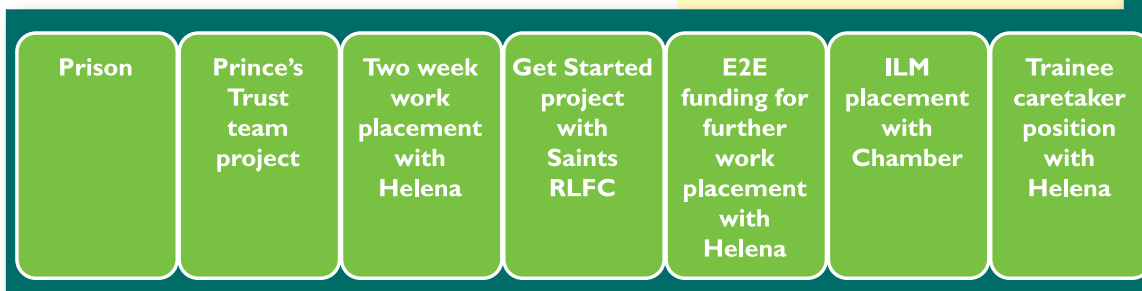 Prison
Prince's
Trust
team
project
Two week
work
placement
with
Helena
Get Started
project
with
Saints
RLFC
E2E
funding for
further
work
placement
with
Helena
ILM
placement
with
Chamber
Trainee
caretaker
position
with
Helena